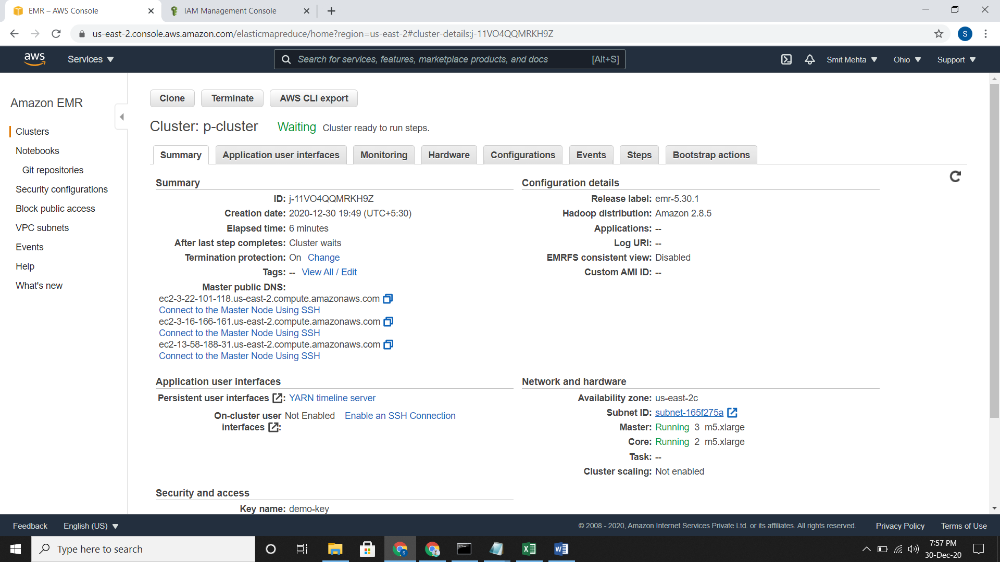 EMR – AWS Console
IAM Management Console
us-east-2.console.aws.amazon.com/elasticmapreduce/home?region=us-east-2#cluster-details:j-11VO4QQMRKH9Z
S
aws
Services
Search for services, features, marketplace products, and docs [Alt+S]
Smit Mehta
Ohio
Support
Amazon EMR
Clusters
Notebooks
Git repositories
Security configurations
Block public access
VPC subnets
Events
Help
What's new
Clone
Terminate
AWS CLI export
Cluster: p-cluster Waiting Cluster ready to run steps.
Summary
Application user interfaces
Monitoring
Hardware
Configurations
Events
Steps
Bootstrap actions
Summary
ID: j-11VO4QQMRKH9Z
Creation date: 2020-12-30 19:49 (UTC+5:30)
Elapsed time: 6 minutes
After last step completes: Cluster waits
Termination protection: On Change
Tags: -- View All / Edit
Master public DNS:
ec2-3-22-101-118.us-east-2.compute.amazonaws.com
Connect to the Master Node Using SSH
ec2-3-16-166-161.us-east-2.compute.amazonaws.com
Connect to the Master Node Using SSH
ec2-13-58-188-31.us-east-2.compute.amazonaws.com
Connect to the Master Node Using SSH
Configuration details
Release label: emr-5.30.1
Hadoop distribution: Amazon 2.8.5
Applications: --
Log URI: --
EMRFS consistent view: Disabled
Custom AMI ID: --
Application user interfaces
Persistent user interfaces : YARN timeline server
On-cluster user Not Enabled Enable an SSH Connection
interfaces :
Network and hardware
Availability zone: us-east-2c
Subnet ID: subnet-165f275a
Master: Running 3 m5.xlarge
Core: Running 2 m5.xlarge
Task: --
Cluster scaling: Not enabled
Security and access
Key name: demo-key
Feedback
English (US)
© 2008 - 2020, Amazon Internet Services Private Ltd. or its affiliates. All rights reserved.
Privacy Policy
Terms of Use
Type here to search
7:57 PM
30-Dec-20